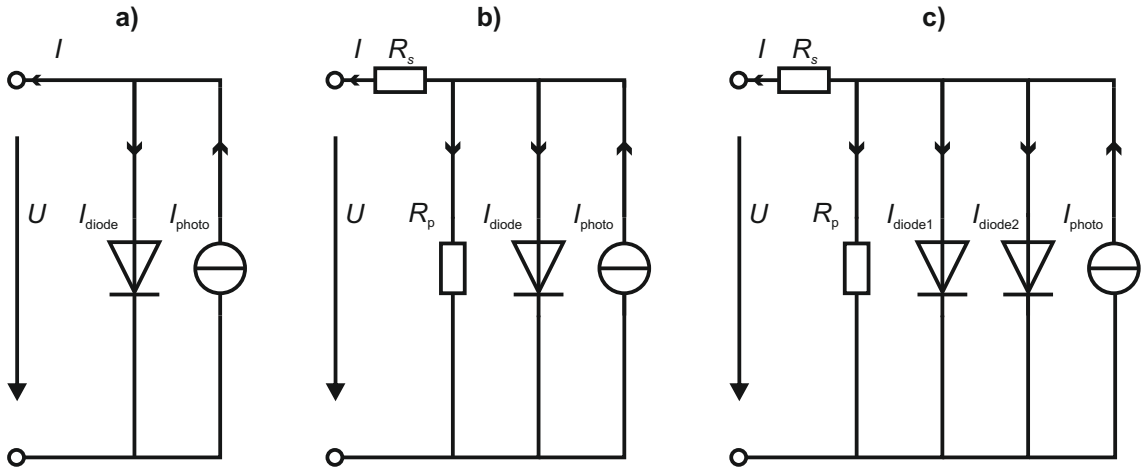 a) b) c)
I I R_s I R_s
U I_diode I_photo U R_p I_diode I_photo U R_p I_diode1 I_diode2 I_photo